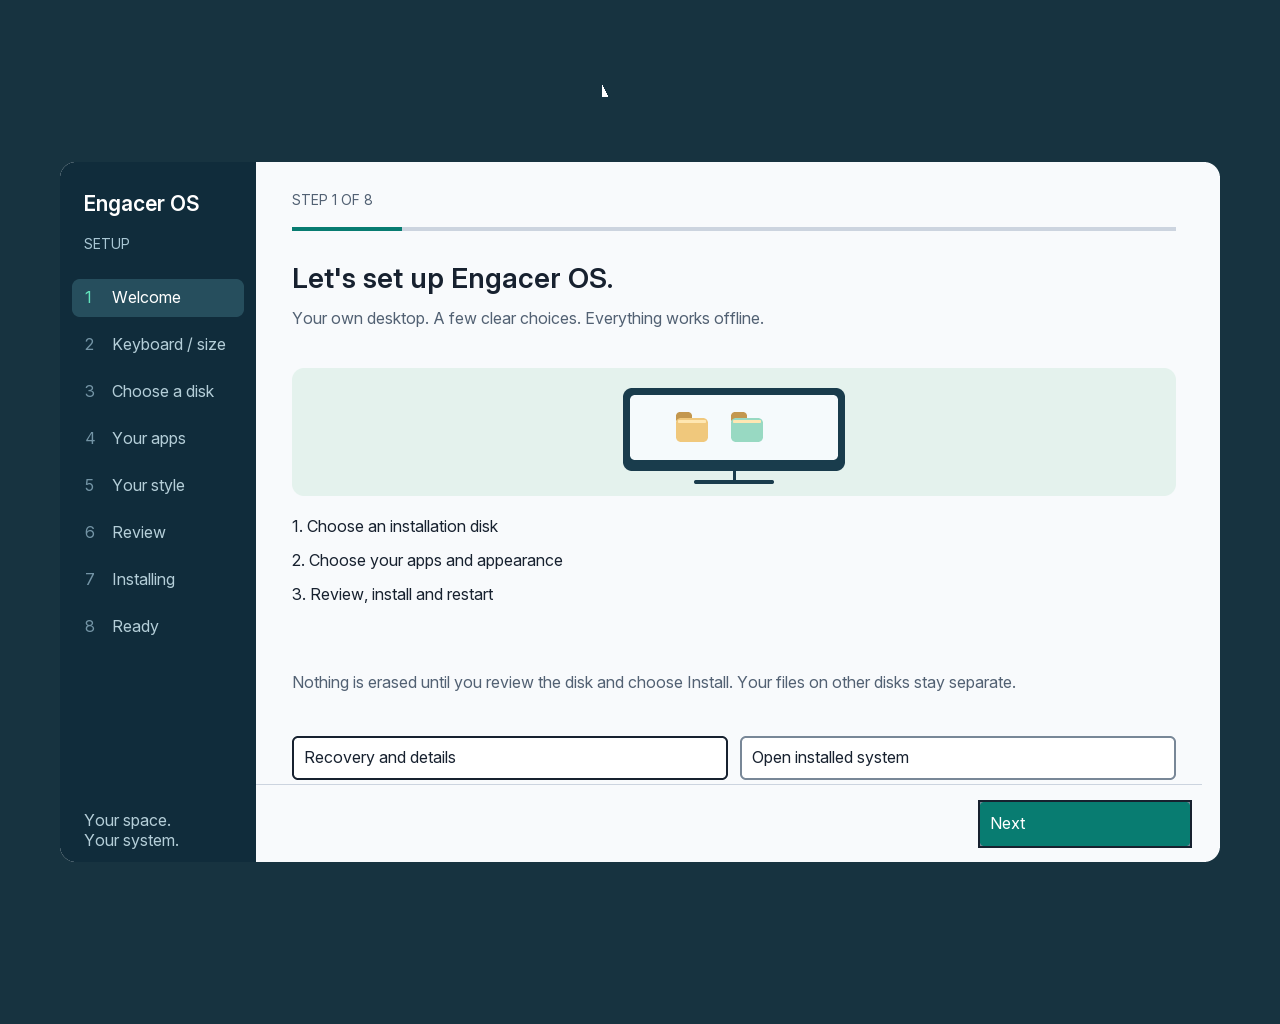 Engacer OS
SETUP
1 Welcome
2 Keyboard / size
3 Choose a disk
4 Your apps
5 Your style
6 Review
7 Installing
8 Ready
Your space.
Your system.
STEP 1 OF 8
Let's set up Engacer OS.
Your own desktop. A few clear choices. Everything works offline.
1. Choose an installation disk
2. Choose your apps and appearance
3. Review, install and restart
Nothing is erased until you review the disk and choose Install. Your files on other disks stay separate.
Recovery and details
Open installed system
Next